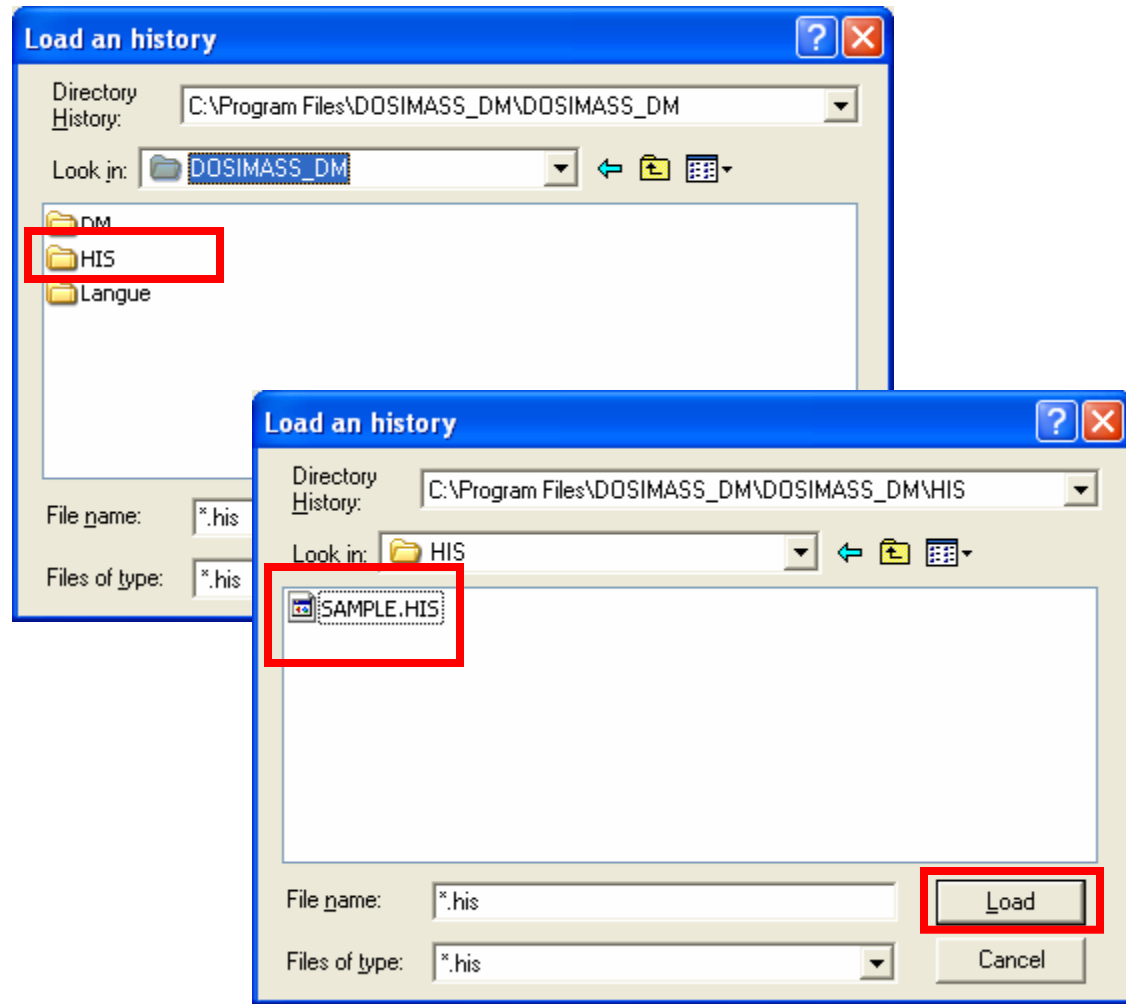 Load an history
Directory
History:
C:\Program Files\DOSIMASS_DM\DOSIMASS_DM
Look in:
DOSIMASS_DM
DM
HIS
Langue
File name:
*.his
Files of type:
*.his
Load an history
Directory
History:
C:\Program Files\DOSIMASS_DM\DOSIMASS_DM\HIS
Look in:
HIS
SAMPLE.HIS
File name:
*.his
Load
Files of type:
*.his
Cancel